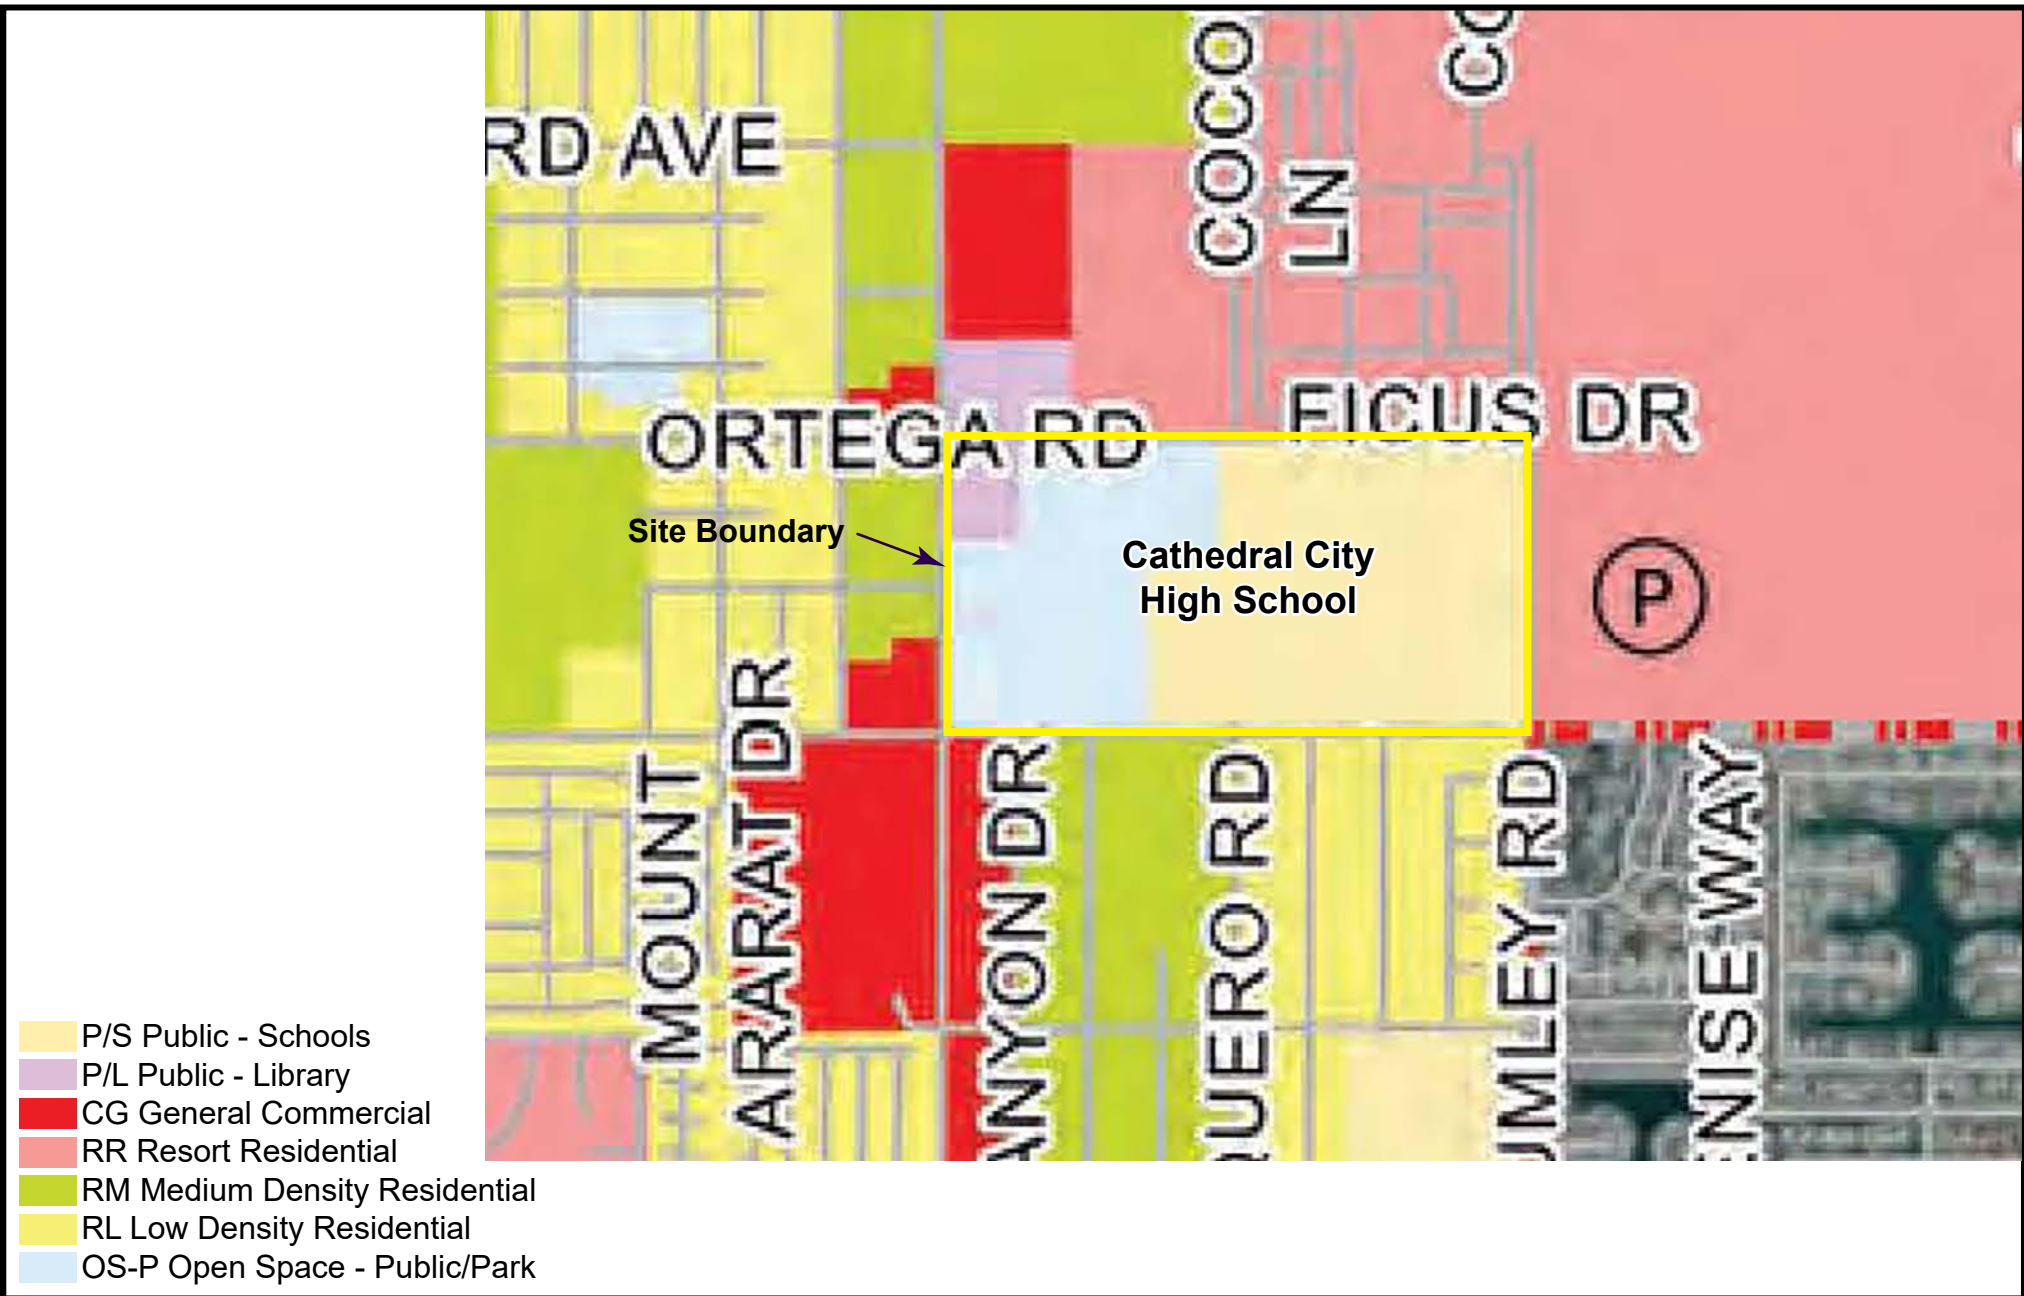 RD AVE
COCO
LN
CO
ORTEGA RD
FICUS DR
Site Boundary
Cathedral City
High School
P
MOUNT
ARARAT DR
ANYON DR
QUERO RD
UMLEY RD
ENISE WAY
P/S Public - Schools
P/L Public - Library
CG General Commercial
RR Resort Residential
RM Medium Density Residential
RL Low Density Residential
OS-P Open Space - Public/Park